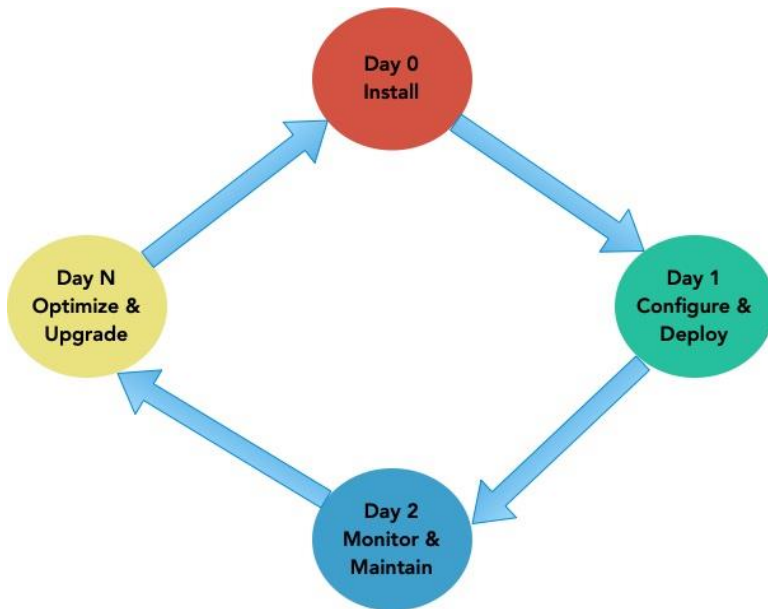 Day 0
Install
Day 1
Configure &
Deploy
Day 2
Monitor &
Maintain
Day N
Optimize &
Upgrade